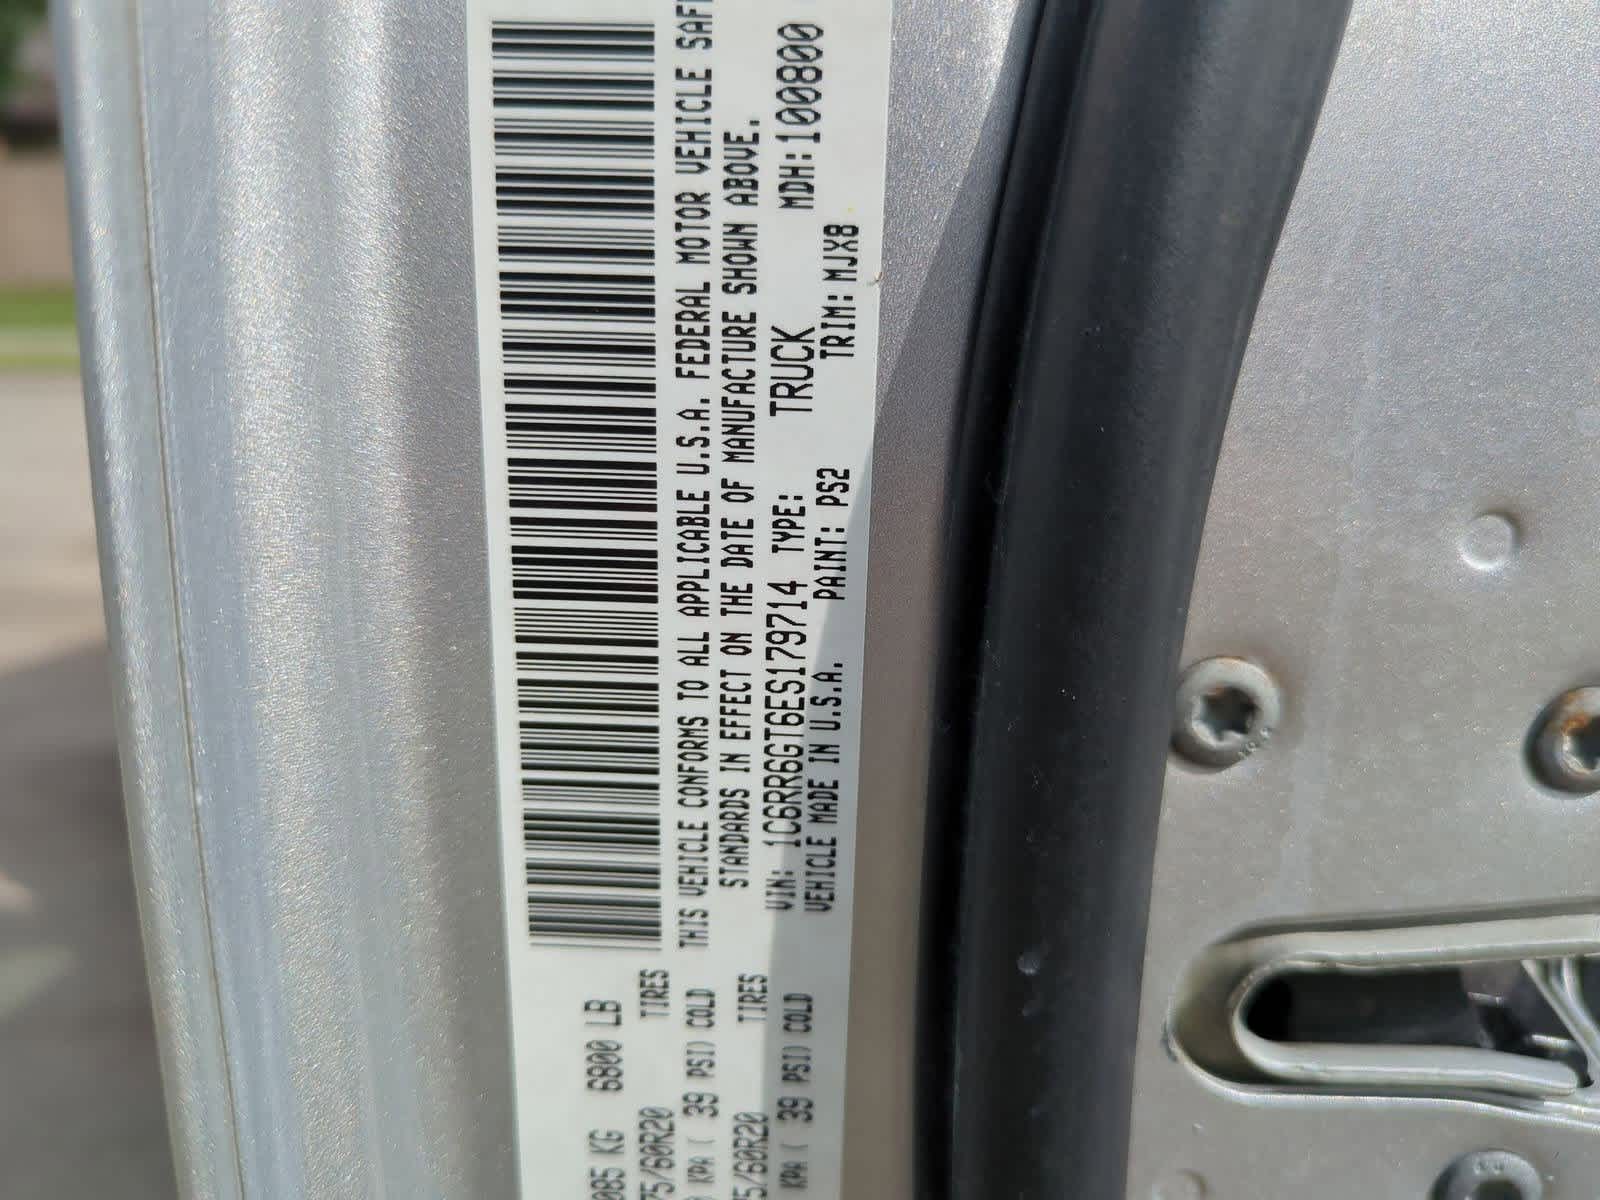 085 KG 6800 LB
75/60R20 TIRES
KPA ( 39 PSI) COLD
5/60R20 TIRES
KPA ( 39 PSI) COLD
THIS VEHICLE CONFORMS TO ALL APPLICABLE U.S.A. FEDERAL MOTOR VEHICLE SAF
STANDARDS IN EFFECT ON THE DATE OF MANUFACTURE SHOWN ABOVE.
VIN: 1C6RR6GT6ES179714 TYPE: TRUCK MDH:100800
VEHICLE MADE IN U.S.A. PAINT: PS2 TRIM:MJX8